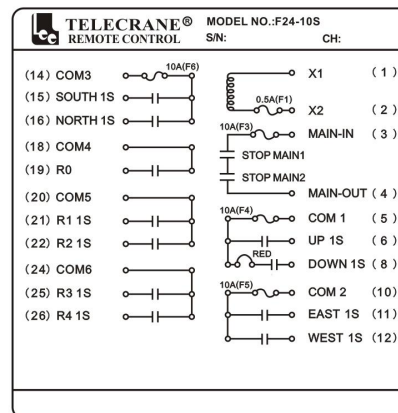 TELECRANE® MODEL NO.:F24-10S
REMOTE CONTROL S/N: CH:
10A(F6)
(14) COM3
(15) SOUTH 1S
(16) NORTH 1S
(18) COM4
(19) R0
(20) COM5
(21) R1 1S
(22) R2 1S
(24) COM6
(25) R3 1S
(26) R4 1S
X1 (1)
0.5A(F1)
X2 (2)
10A(F3)
MAIN-IN (3)
STOP MAIN1
STOP MAIN2
MAIN-OUT (4)
10A(F4)
COM 1 (5)
UP 1S (6)
RED
DOWN 1S (8)
10A(F5)
COM 2 (10)
EAST 1S (11)
WEST 1S (12)